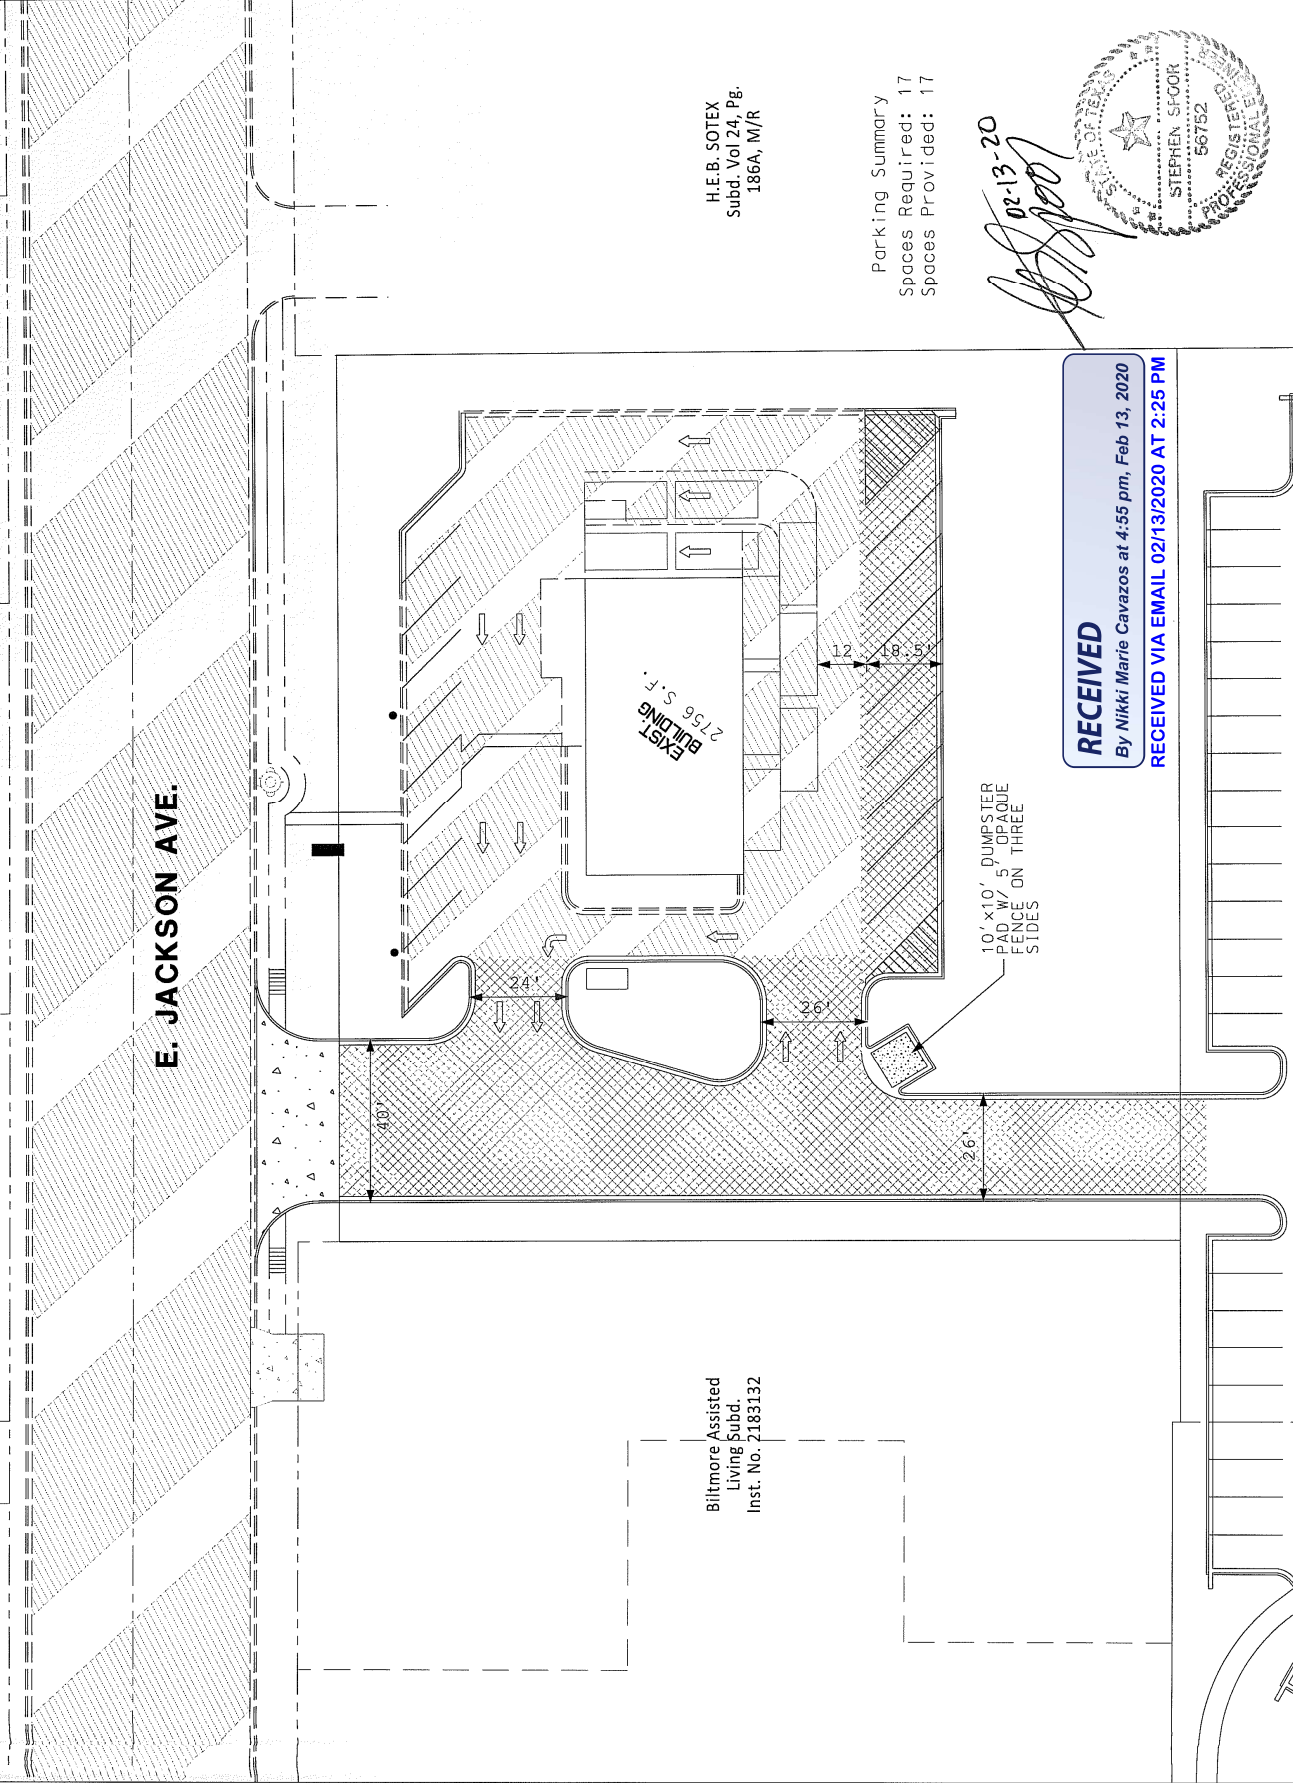 E. JACKSON AVE.
H.E.B. SOTEX
Subd. Vol 24, Pg.
186A, M/R
Parking Summary
Spaces Required: 17
Spaces Provided: 17
02-13-20
STATE OF TEXAS
STEPHEN SPOOR
56752
REGISTERED
PROFESSIONAL ENGINEER
EXIST.
BUILDING
2756 S.F.
12
18.5'
24'
26'
40'
26'
10'x10' DUMPSTER
PAD W/ 5' OPAQUE
FENCE ON THREE
SIDES
RECEIVED
By Nikki Marie Cavazos at 4:55 pm, Feb 13, 2020
RECEIVED VIA EMAIL 02/13/2020 AT 2:25 PM
Biltmore Assisted
Living Subd.
Inst. No. 2183132